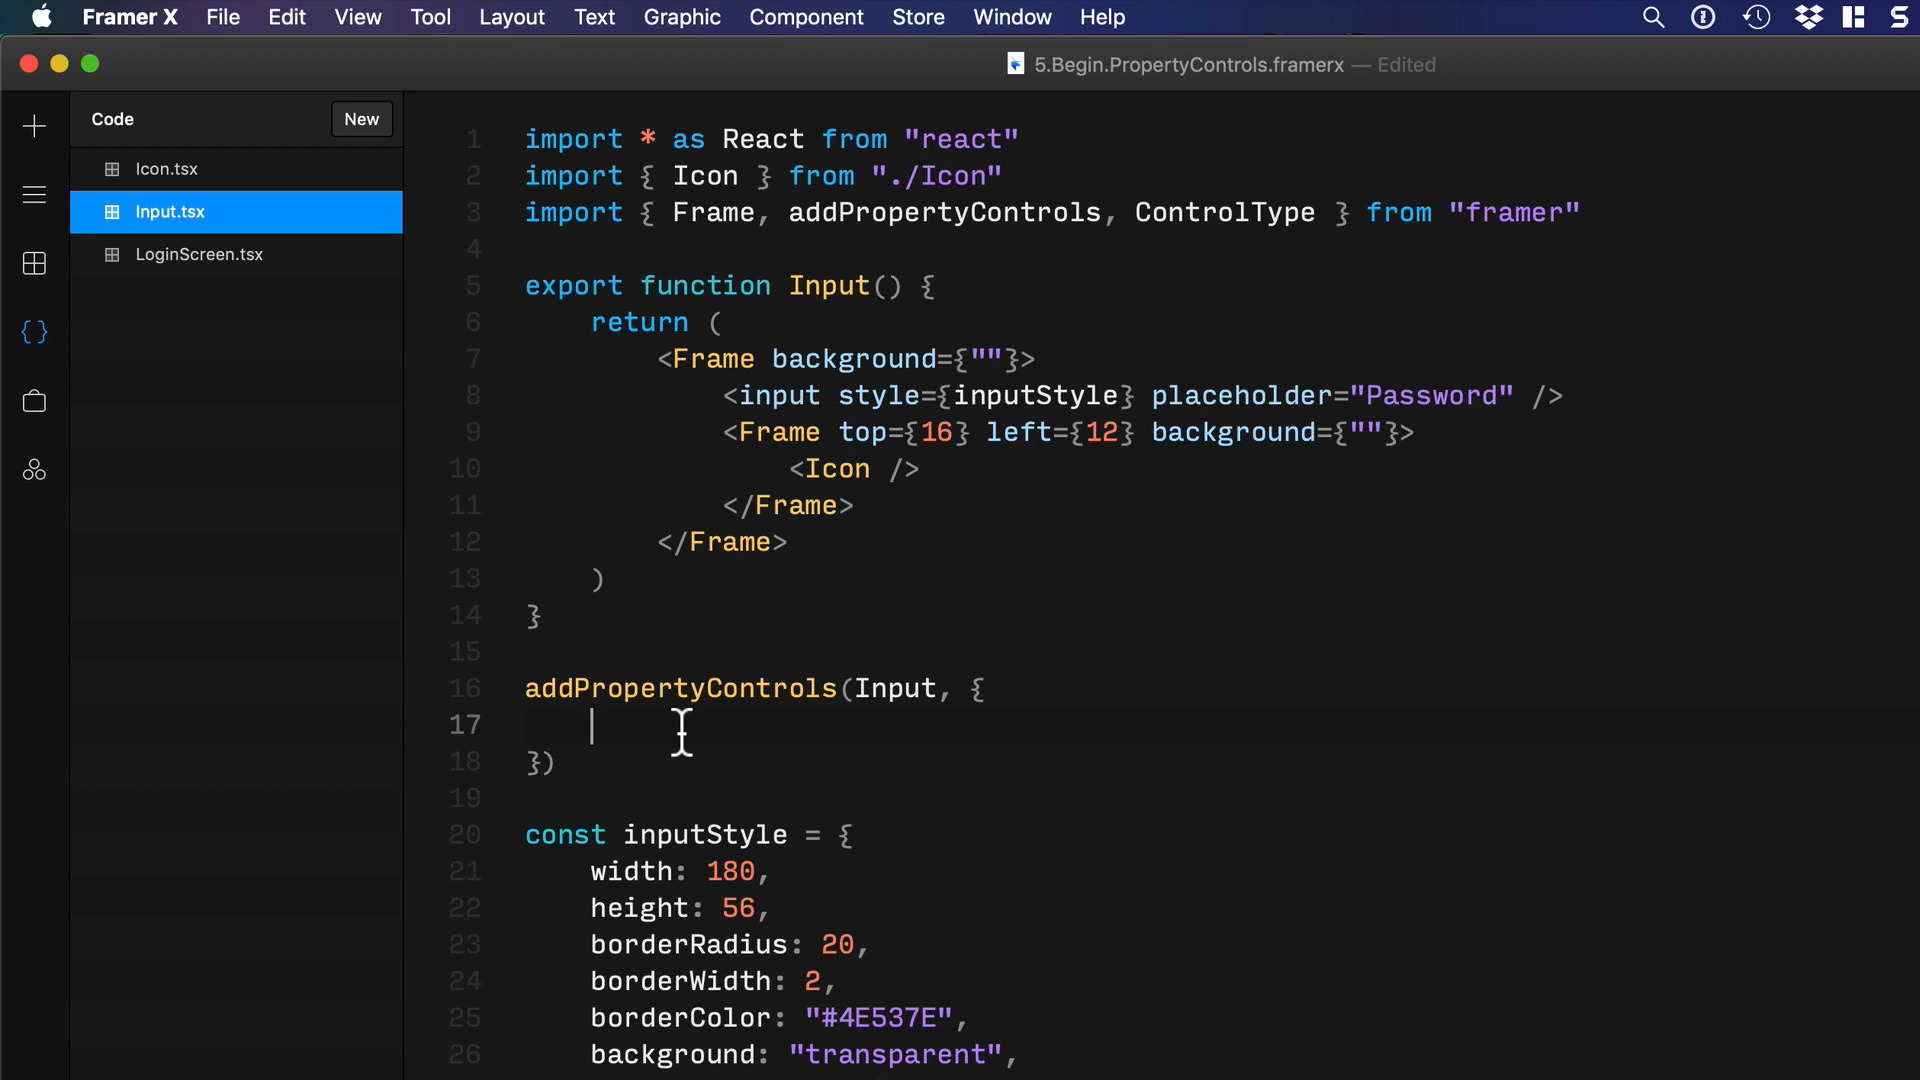 Framer X File Edit View Tool Layout Text Graphic Component Store Window Help
5.Begin.PropertyControls.framerx — Edited
Code New
Icon.tsx
Input.tsx
LoginScreen.tsx
1 import * as React from "react"
2 import { Icon } from "./Icon"
3 import { Frame, addPropertyControls, ControlType } from "framer"
4
5 export function Input() {
6 return (
7 <Frame background={""}>
8 <input style={inputStyle} placeholder="Password" />
9 <Frame top={16} left={12} background={""}>
10 <Icon />
11 </Frame>
12 </Frame>
13 )
14 }
15
16 addPropertyControls(Input, {
17
18 })
19
20 const inputStyle = {
21 width: 180,
22 height: 56,
23 borderRadius: 20,
24 borderWidth: 2,
25 borderColor: "#4E537E",
26 background: "transparent",